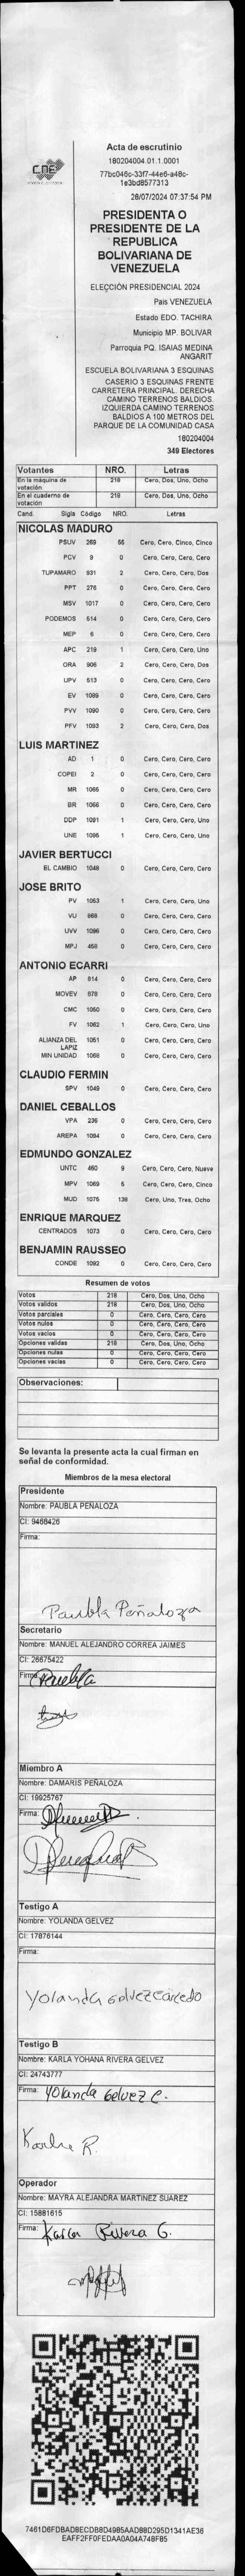 CNE
Acta de escrutinio
180204004.01.1.0001
77bc046c-33f7-44e6-a48c-
1e3bd8577313
28/07/2024 07:37:54 PM
PRESIDENTA O
PRESIDENTE DE LA
REPUBLICA
BOLIVARIANA DE
VENEZUELA
ELECCIÓN PRESIDENCIAL 2024
País VENEZUELA
Estado EDO. TACHIRA
Municipio MP. BOLIVAR
Parroquia PQ. ISAIAS MEDINA
ANGARIT
ESCUELA BOLIVARIANA 3 ESQUINAS
CASERIO 3 ESQUINAS FRENTE
CARRETERA PRINCIPAL. DERECHA
CAMINO TERRENOS BALDIOS.
IZQUIERDA CAMINO TERRENOS
BALDIOS A 100 METROS DEL
PARQUE DE LA COMUNIDAD CASA
180204004
349 Electores
Votantes NRO. Letras
En la máquina de votación 218 Cero, Dos, Uno, Ocho
En el cuaderno de votación 218 Cero, Dos, Uno, Ocho
Cand. Sigla Código NRO. Letras
NICOLAS MADURO
PSUV 269 55 Cero, Cero, Cinco, Cinco
PCV 9 0 Cero, Cero, Cero, Cero
TUPAMARO 931 2 Cero, Cero, Cero, Dos
PPT 276 0 Cero, Cero, Cero, Cero
MSV 1017 0 Cero, Cero, Cero, Cero
PODEMOS 514 0 Cero, Cero, Cero, Cero
MEP 6 0 Cero, Cero, Cero, Cero
APC 219 1 Cero, Cero, Cero, Uno
ORA 906 2 Cero, Cero, Cero, Dos
UPV 513 0 Cero, Cero, Cero, Cero
EV 1089 0 Cero, Cero, Cero, Cero
PVV 1090 0 Cero, Cero, Cero, Cero
PFV 1093 2 Cero, Cero, Cero, Dos
LUIS MARTINEZ
AD 1 0 Cero, Cero, Cero, Cero
COPEI 2 0 Cero, Cero, Cero, Cero
MR 1065 0 Cero, Cero, Cero, Cero
BR 1066 0 Cero, Cero, Cero, Cero
DDP 1091 1 Cero, Cero, Cero, Uno
UNE 1095 1 Cero, Cero, Cero, Uno
JAVIER BERTUCCI
EL CAMBIO 1048 0 Cero, Cero, Cero, Cero
JOSE BRITO
PV 1053 1 Cero, Cero, Cero, Uno
VU 868 0 Cero, Cero, Cero, Cero
UVV 1096 0 Cero, Cero, Cero, Cero
MPJ 458 0 Cero, Cero, Cero, Cero
ANTONIO ECARRI
AP 814 0 Cero, Cero, Cero, Cero
MOVEV 878 0 Cero, Cero, Cero, Cero
CMC 1050 0 Cero, Cero, Cero, Cero
FV 1062 1 Cero, Cero, Cero, Uno
ALIANZA DEL LAPIZ 1051 0 Cero, Cero, Cero, Cero
MIN UNIDAD 1068 0 Cero, Cero, Cero, Cero
CLAUDIO FERMIN
SPV 1049 0 Cero, Cero, Cero, Cero
DANIEL CEBALLOS
VPA 236 0 Cero, Cero, Cero, Cero
AREPA 1094 0 Cero, Cero, Cero, Cero
EDMUNDO GONZALEZ
UNTC 460 9 Cero, Cero, Cero, Nueve
MPV 1069 5 Cero, Cero, Cero, Cinco
MUD 1075 138 Cero, Uno, Tres, Ocho
ENRIQUE MARQUEZ
CENTRADOS 1073 0 Cero, Cero, Cero, Cero
BENJAMIN RAUSSEO
CONDE 1092 0 Cero, Cero, Cero, Cero
Resumen de votos
Votos 218 Cero, Dos, Uno, Ocho
Votos validos 218 Cero, Dos, Uno, Ocho
Votos parciales 0 Cero, Cero, Cero, Cero
Votos nulos 0 Cero, Cero, Cero, Cero
Votos vacíos 0 Cero, Cero, Cero, Cero
Opciones validas 218 Cero, Dos, Uno, Ocho
Opciones nulas 0 Cero, Cero, Cero, Cero
Opciones vacías 0 Cero, Cero, Cero, Cero
Observaciones:
Se levanta la presente acta la cual firman en
señal de conformidad.
Miembros de la mesa electoral
Presidente
Nombre: PAUBLA PEÑALOZA
CI: 9468426
Firma:
Paubla Peñaloza
Secretario
Nombre: MANUEL ALEJANDRO CORREA JAIMES
CI: 26675422
Firma: Paubla
Miembro A
Nombre: DAMARIS PEÑALOZA
CI: 19925767
Firma:
Testigo A
Nombre: YOLANDA GELVEZ
CI: 17876144
Firma:
Yolanda Gelvez Caicedo
Testigo B
Nombre: KARLA YOHANA RIVERA GELVEZ
CI: 24743777
Firma: Yolanda Gelvez C.
Karla R.
Operador
Nombre: MAYRA ALEJANDRA MARTINEZ SUAREZ
CI: 15881615
Firma: Karla Rivera G.
7461D6FDBAD8ECDB8D4985AAD88D295D1341AE36
EAFF2FF0FEDAA0A04A748F85